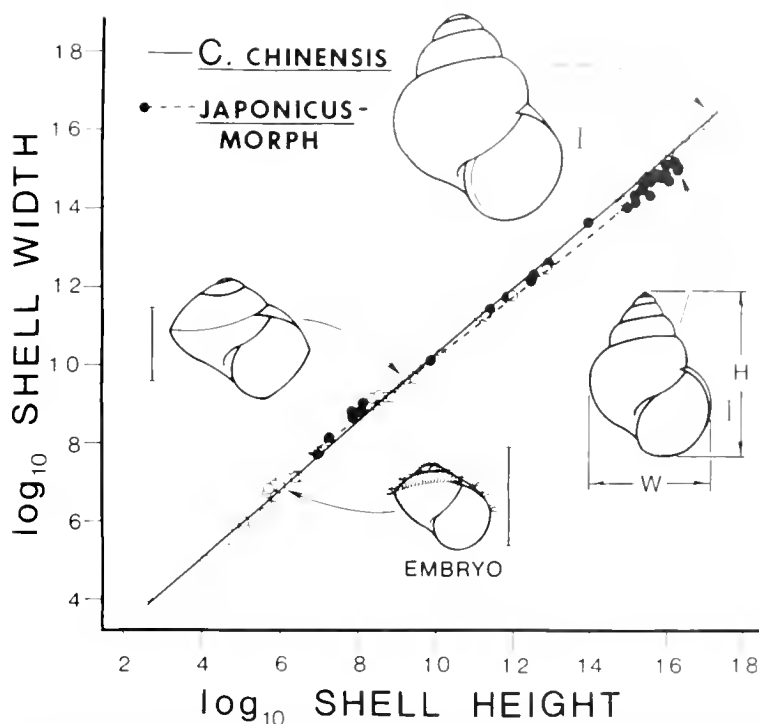 18
16
14
12
10
8
6
4
log10 SHELL WIDTH
C. CHINENSIS
JAPONICUS-
MORPH
H
W
EMBRYO
2 4 6 8 10 12 14 16 18
log10 SHELL HEIGHT